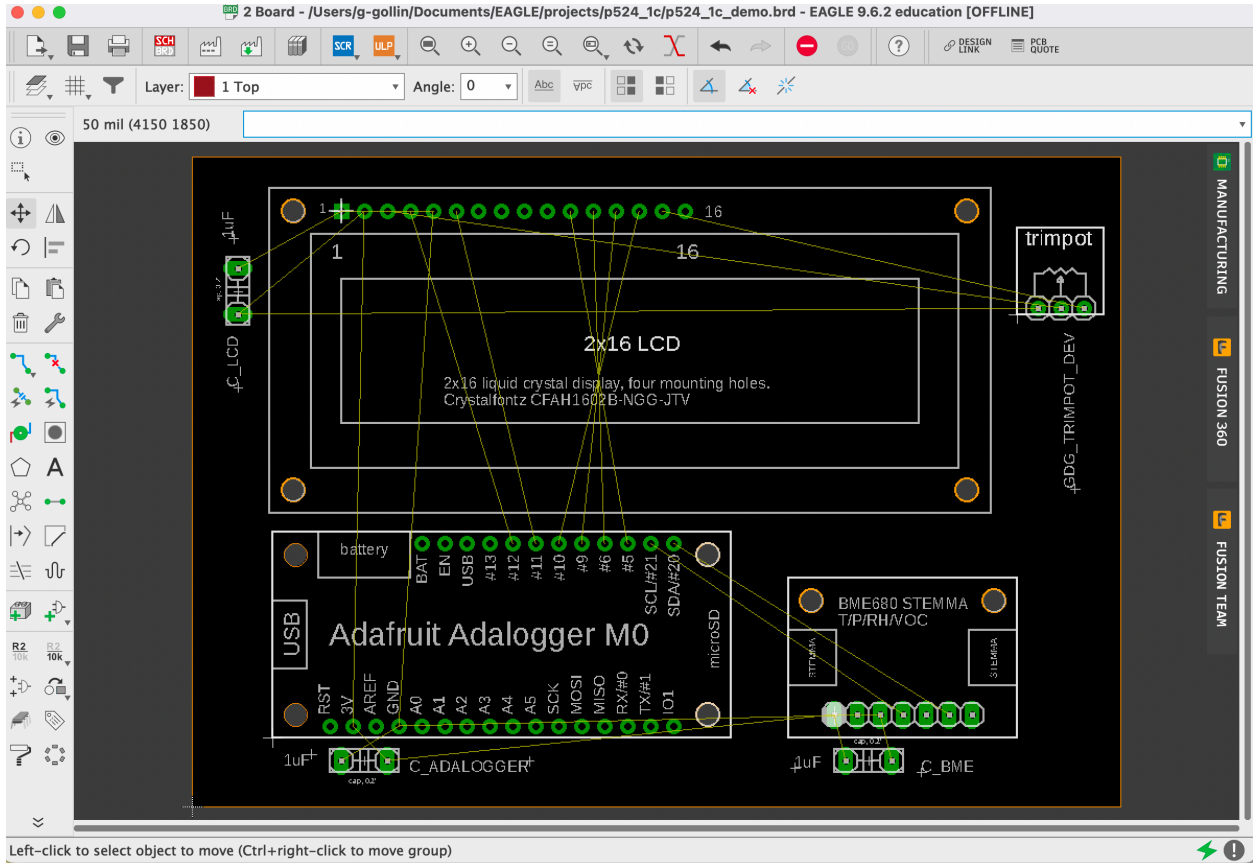 2 Board - /Users/g-gollin/Documents/EAGLE/projects/p524_1c/p524_1c_demo.brd - EAGLE 9.6.2 education [OFFLINE]
SCH
BRD
SCR
ULP
GO
?
DESIGN
LINK
PCB
QUOTE
Layer:
1 Top
Angle:
0
Abc
Abc
50 mil (4150 1850)
i
A
R2
10k
R2
10k
MANUFACTURING
FUSION 360
FUSION TEAM
1uF
cap, 0.2"
C_LCD
1
16
1
16
trimpot
GDG_TRIMPOT_DEV
2x16 LCD
2x16 liquid crystal display, four mounting holes.
Crystalfontz CFAH1602B-NGG-JTV
battery
BAT
EN
USB
#13
#12
#11
#10
#9
#6
#5
SCL/#21
SDA/#20
USB
Adafruit Adalogger M0
microSD
RST
3V
AREF
GND
A0
A1
A2
A3
A4
A5
SCK
MOSI
MISO
RX/#0
TX/#1
IO1
1uF
cap, 0.2"
C_ADALOGGER
BME680 STEMMA
T/P/RH/VOC
STEMMA
STEMMA
cap, 0.2"
1uF
C_BME
Left-click to select object to move (Ctrl+right-click to move group)